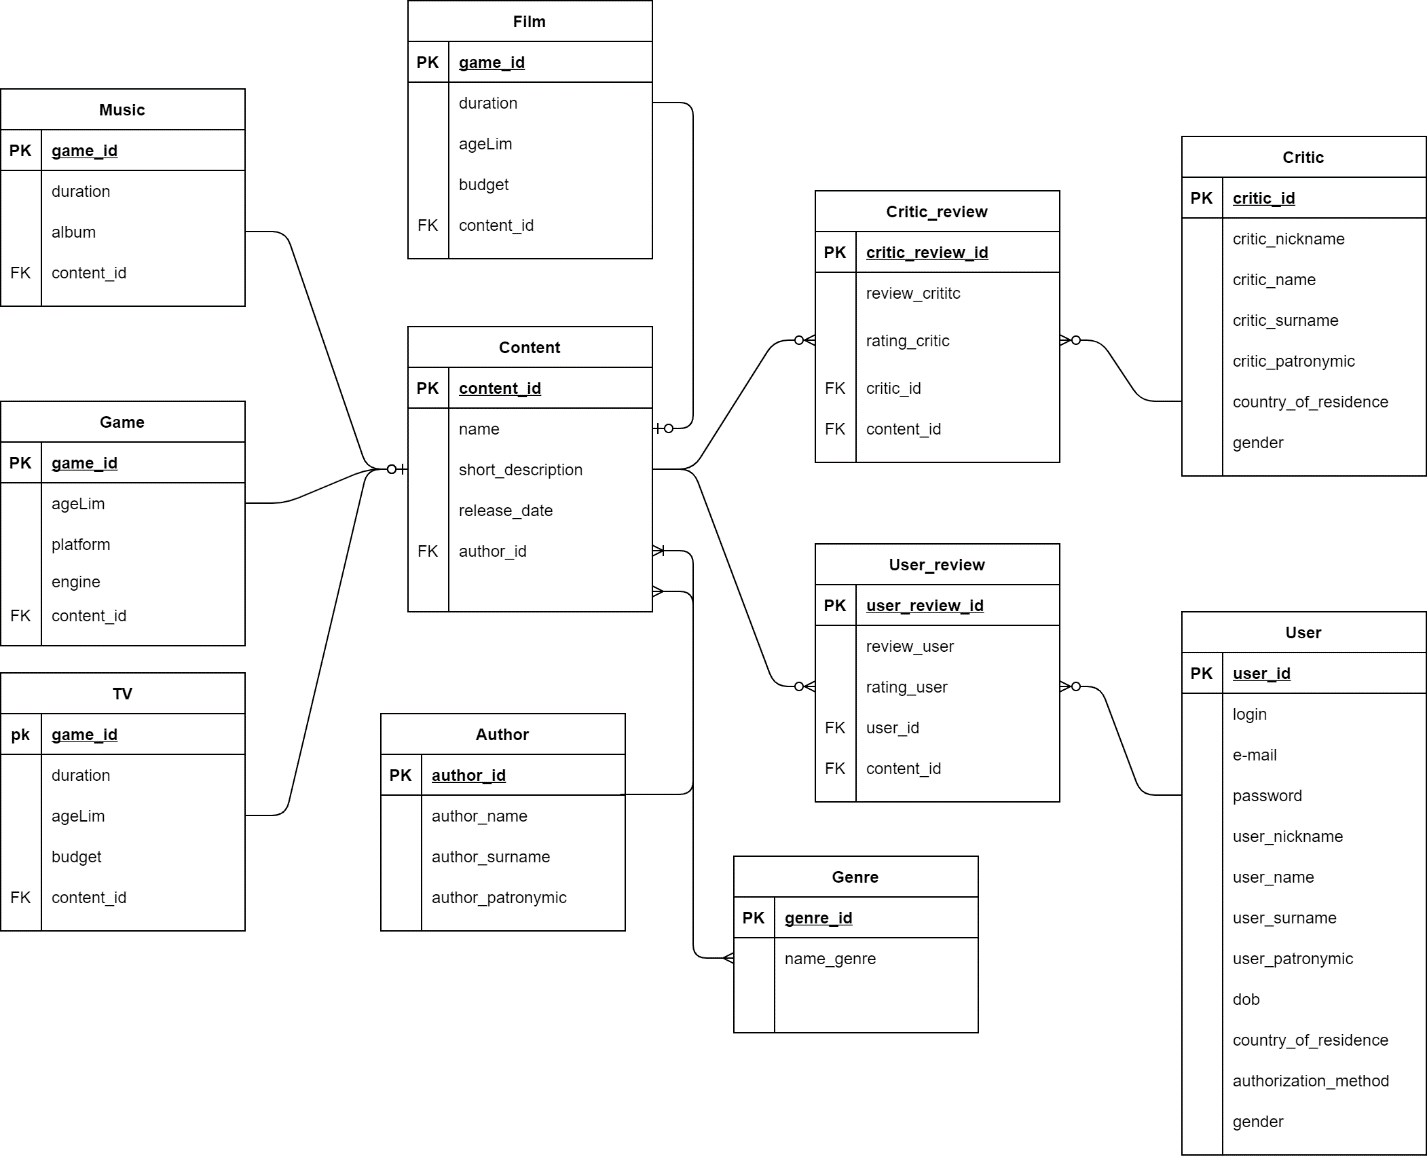 Film
PK game_id
duration
ageLim
budget
FK content_id
Music
PK game_id
duration
album
FK content_id
Game
PK game_id
ageLim
platform
engine
FK content_id
TV
pk game_id
duration
ageLim
budget
FK content_id
Content
PK content_id
name
short_description
release_date
FK author_id
Author
PK author_id
author_name
author_surname
author_patronymic
Critic_review
PK critic_review_id
review_crititc
rating_critic
FK critic_id
FK content_id
User_review
PK user_review_id
review_user
rating_user
FK user_id
FK content_id
Genre
PK genre_id
name_genre
Critic
PK critic_id
critic_nickname
critic_name
critic_surname
critic_patronymic
country_of_residence
gender
User
PK user_id
login
e-mail
password
user_nickname
user_name
user_surname
user_patronymic
dob
country_of_residence
authorization_method
gender